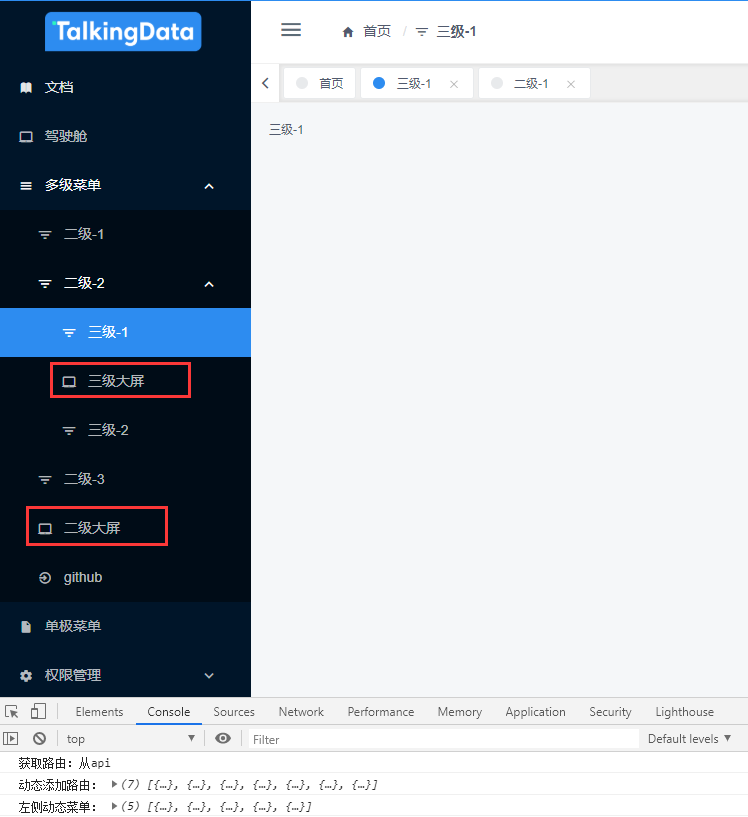 TalkingData
首页 / 三级-1
首页 三级-1 × 二级-1 ×
三级-1
文档
驾驶舱
多级菜单
二级-1
二级-2
三级-1
三级大屏
三级-2
二级-3
二级大屏
github
单极菜单
权限管理
Elements Console Sources Network Performance Memory Application Security Lighthouse
top ▼ Filter Default levels ▼
获取路由: 从api
动态添加路由: ▶(7) [{…}, {…}, {…}, {…}, {…}, {…}, {…}]
左侧动态菜单: ▶(5) [{…}, {…}, {…}, {…}, {…}]